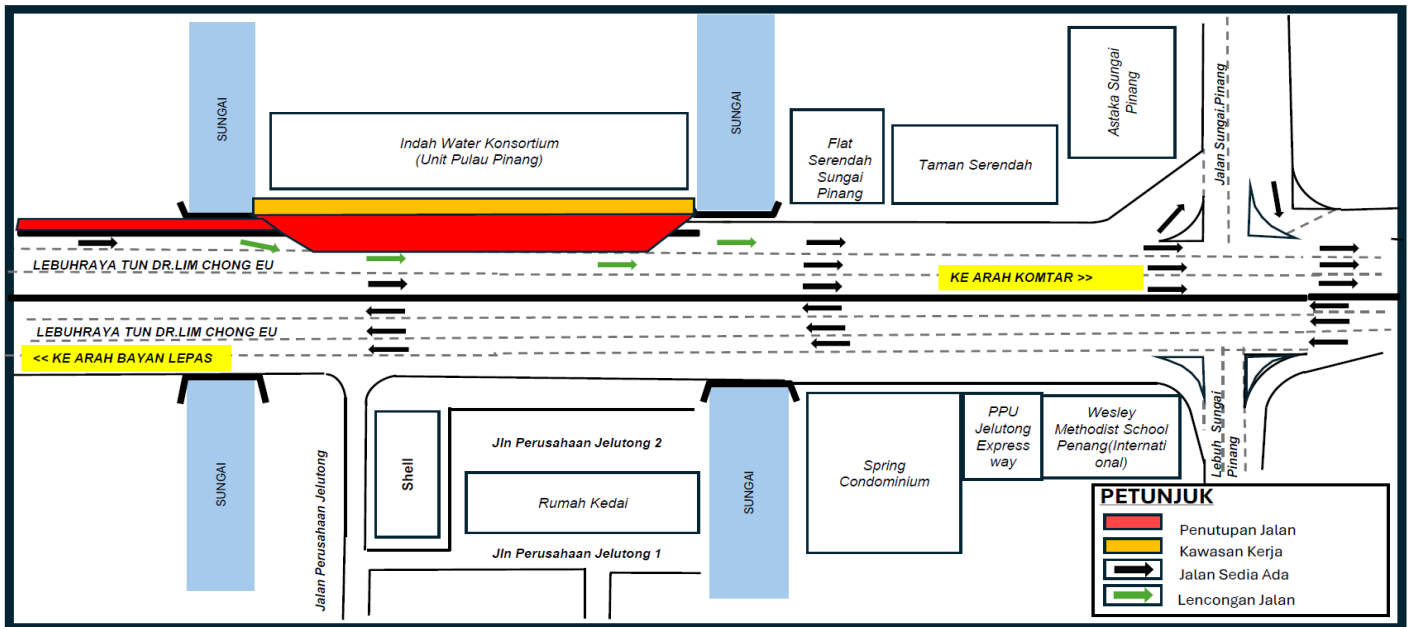 SUNGAI
Indah Water Konsortium
(Unit Pulau Pinang)
SUNGAI
Flat
Serendah
Sungai
Pinang
Taman Serendah
Astaka Sungai
Pinang
Jalan Sungai.Pinang
LEBUHRAYA TUN DR.LIM CHONG EU
KE ARAH KOMTAR >>
LEBUHRAYA TUN DR.LIM CHONG EU
<< KE ARAH BAYAN LEPAS
SUNGAI
Jalan Perusahaan Jelutong
Shell
Jln Perusahaan Jelutong 2
Rumah Kedai
Jln Perusahaan Jelutong 1
SUNGAI
Spring
Condominium
PPU
Jelutong
Express
way
Wesley
Methodist School
Penang(Internati
onal)
Lebuh Sungai
Pinang
PETUNJUK
Penutupan Jalan
Kawasan Kerja
Jalan Sedia Ada
Lencongan Jalan